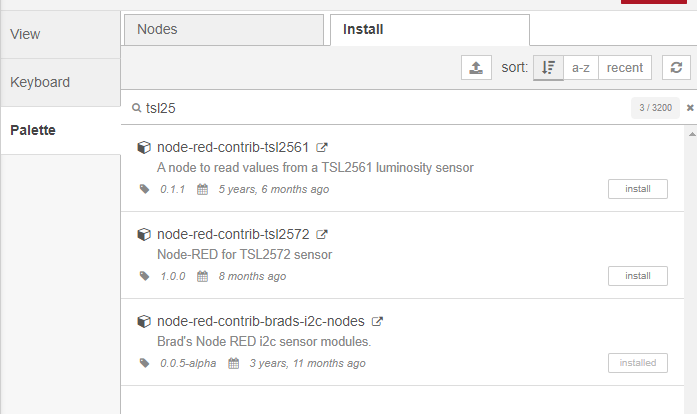 View
Keyboard
Palette
Nodes
Install
sort: a-z recent
tsl25
3 / 3200
node-red-contrib-tsl2561
A node to read values from a TSL2561 luminosity sensor
0.1.1 5 years, 6 months ago
install
node-red-contrib-tsl2572
Node-RED for TSL2572 sensor
1.0.0 8 months ago
install
node-red-contrib-brads-i2c-nodes
Brad's Node RED i2c sensor modules.
0.0.5-alpha 3 years, 11 months ago
installed